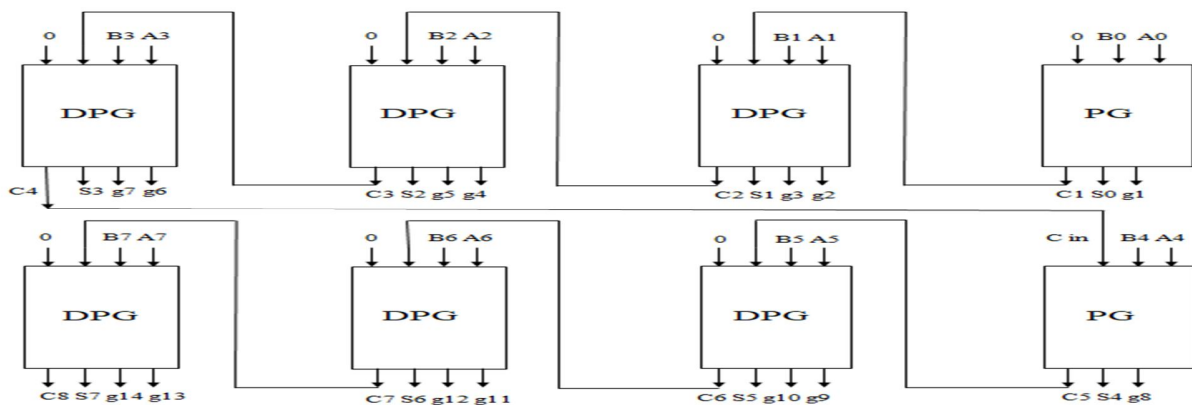 0 B3 A3 0 B2 A2 0 B1 A1 0 B0 A0
DPG DPG DPG PG
C4 S3 g7 g6 C3 S2 g5 g4 C2 S1 g3 g2 C1 S0 g1
0 B7 A7 0 B6 A6 0 B5 A5 C in B4 A4
DPG DPG DPG PG
C8 S7 g14 g13 C7 S6 g12 g11 C6 S5 g10 g9 C5 S4 g8